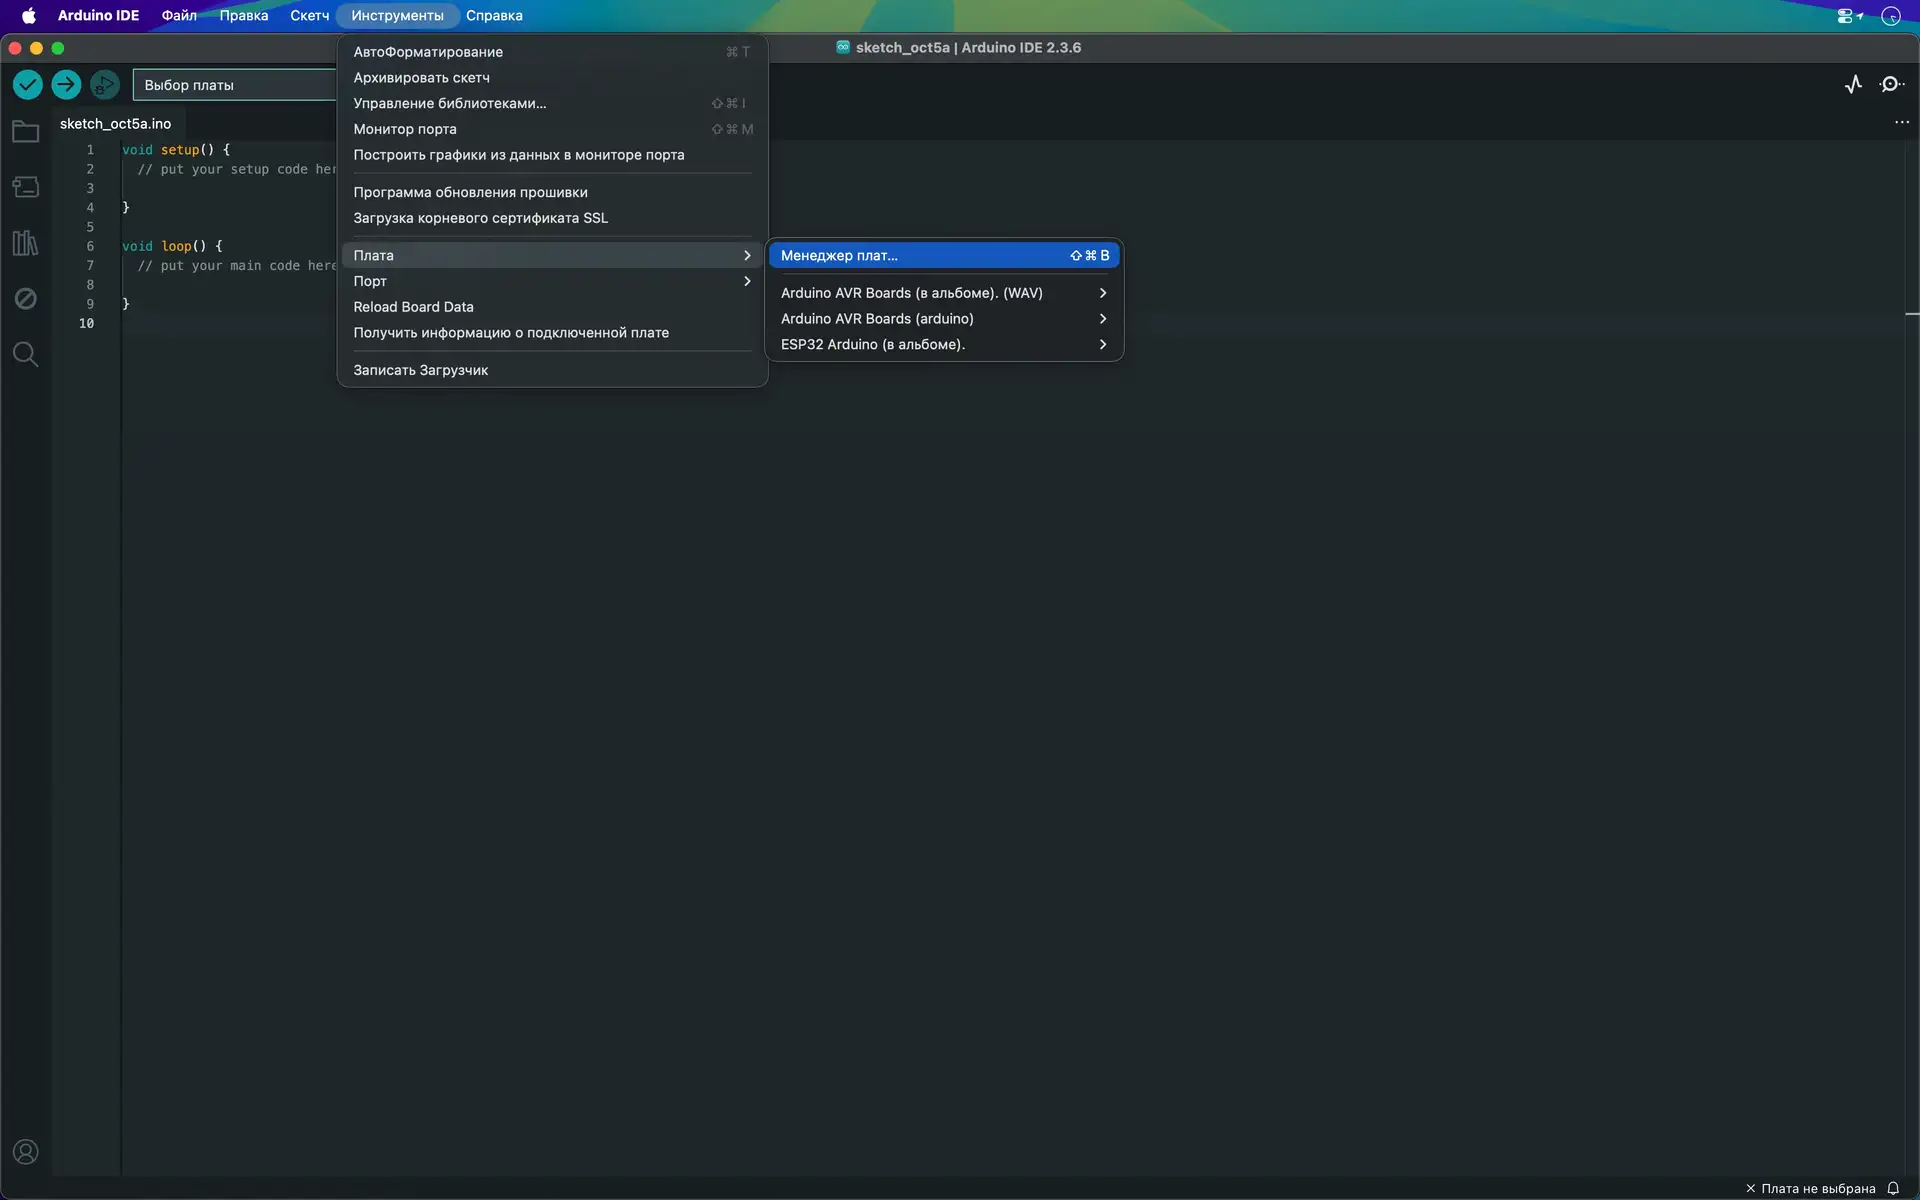 Arduino IDE Файл Правка Скетч Инструменты Справка
sketch_oct5a | Arduino IDE 2.3.6
АвтоФорматирование ⌘ T
Архивировать скетч
Управление библиотеками... ⇧ ⌘ I
Монитор порта ⇧ ⌘ M
Построить графики из данных в мониторе порта
Программа обновления прошивки
Загрузка корневого сертификата SSL
Плата
Порт
Reload Board Data
Получить информацию о подключенной плате
Записать Загрузчик
Менеджер плат... ⇧ ⌘ B
Arduino AVR Boards (в альбоме). (WAV)
Arduino AVR Boards (arduino)
ESP32 Arduino (в альбоме).
Выбор платы
sketch_oct5a.ino
1 void setup() {
2 // put your setup code her
3
4 }
5
6 void loop() {
7 // put your main code here
8
9 }
10
Плата не выбрана